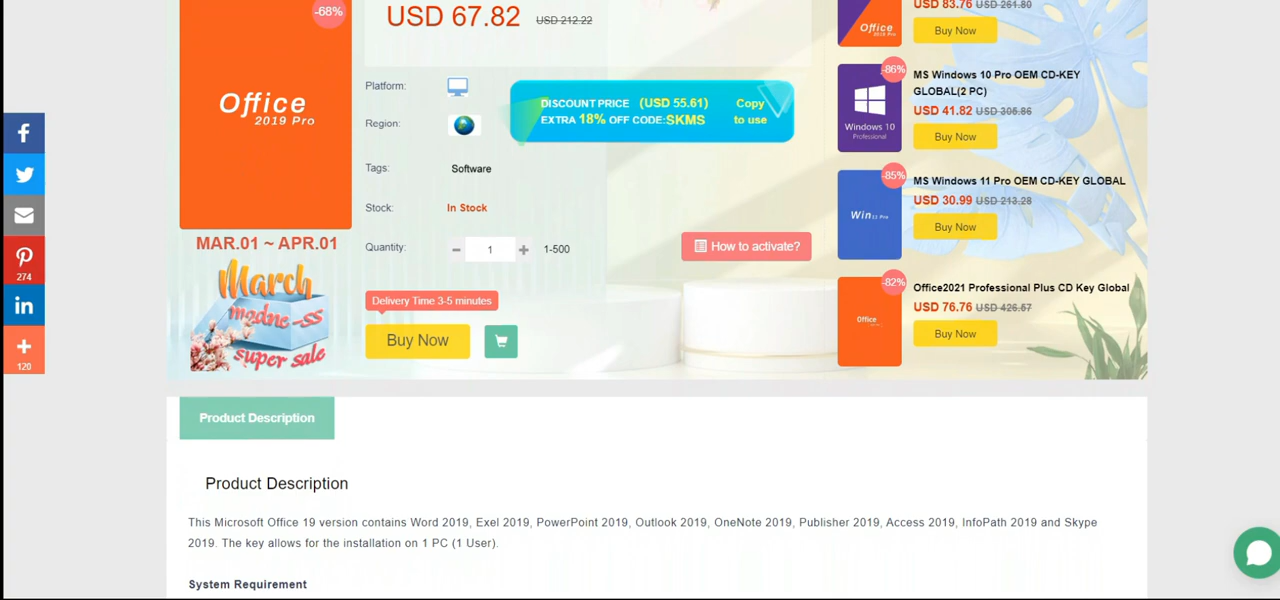 -68%
Office
2019 Pro
MAR.01 ~ APR.01
March
madne-ss
super sale
274
120
USD 67.82 USD 212.22
Platform:
Region:
DISCOUNT PRICE (USD 55.61) Copy
EXTRA 18% OFF CODE:SKMS to use
Tags: Software
Stock: In Stock
Quantity: − 1 + 1-500
How to activate?
Delivery Time 3-5 minutes
Buy Now
Office
2019 Pro
USD 83.76 USD 261.80
Buy Now
-86%
Windows 10
Professional
MS Windows 10 Pro OEM CD-KEY
GLOBAL(2 PC)
USD 41.82 USD 305.86
Buy Now
-85%
Win 11 Pro
MS Windows 11 Pro OEM CD-KEY GLOBAL
USD 30.99 USD 213.28
Buy Now
-82%
Office
Office2021 Professional Plus CD Key Global
USD 76.76 USD 426.57
Buy Now
Product Description
Product Description
This Microsoft Office 19 version contains Word 2019, Exel 2019, PowerPoint 2019, Outlook 2019, OneNote 2019, Publisher 2019, Access 2019, InfoPath 2019 and Skype
2019. The key allows for the installation on 1 PC (1 User).
System Requirement